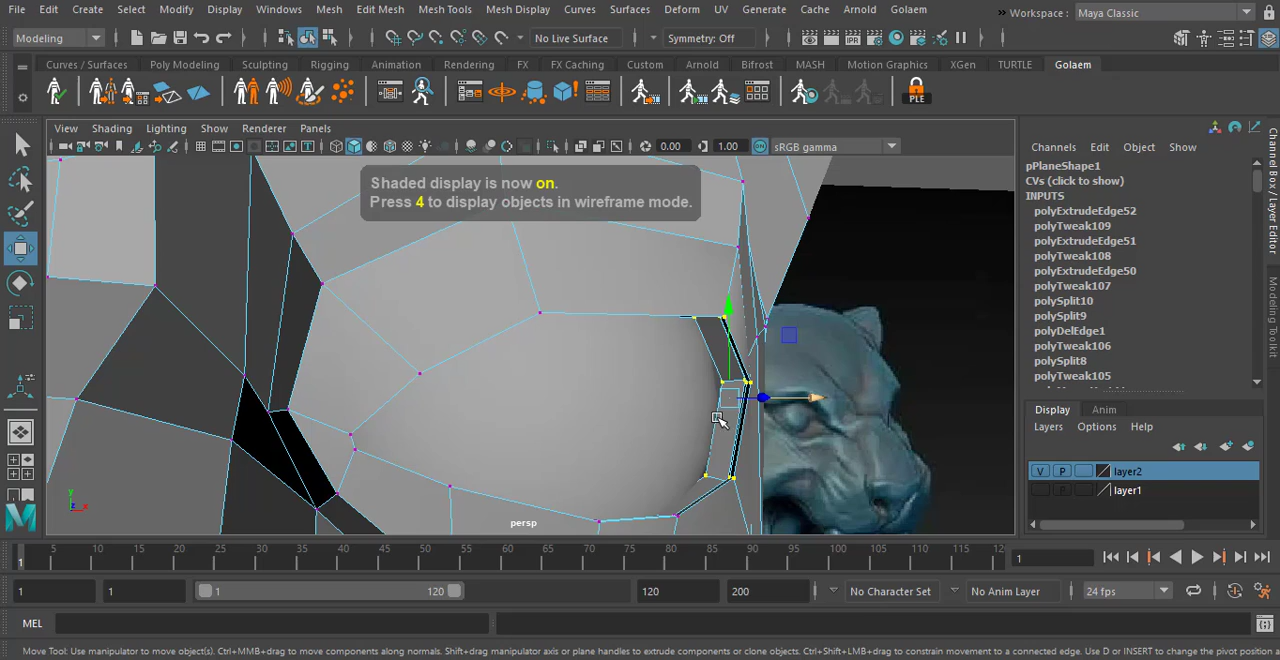 File Edit Create Select Modify Display Windows Mesh Edit Mesh Mesh Tools Mesh Display Curves Surfaces Deform UV Generate Cache Arnold Golaem » Workspace : Maya Classic
Modeling No Live Surface Symmetry: Off
Curves / Surfaces Poly Modeling Sculpting Rigging Animation Rendering FX FX Caching Custom Arnold Bifrost MASH Motion Graphics XGen TURTLE Golaem
PLE
View Shading Lighting Show Renderer Panels
0.00 1.00 ON sRGB gamma
Shaded display is now on.
Press 4 to display objects in wireframe mode.
persp
y
x
Channels Edit Object Show
pPlaneShape1
CVs (click to show)
INPUTS
polyExtrudeEdge52
polyTweak109
polyExtrudeEdge51
polyTweak108
polyExtrudeEdge50
polyTweak107
polySplit10
polySplit9
polyDelEdge1
polyTweak106
polySplit8
polyTweak105
Channel Box / Layer Editor
Modeling Toolkit
Display Anim
Layers Options Help
V P layer2
P layer1
5 10 15 20 25 30 35 40 45 50 55 60 65 70 75 80 85 90 95 100 105 110 115 12
1
1
1 1 1 120 120 200 No Character Set No Anim Layer 24 fps
MEL
Move Tool: Use manipulator to move object(s). Ctrl+MMB+drag to move components along normals. Shift+drag manipulator axis or plane handles to extrude components or clone objects. Ctrl+Shift+LMB+drag to constrain movement to a connected edge. Use D or INSERT to change the pivot position a